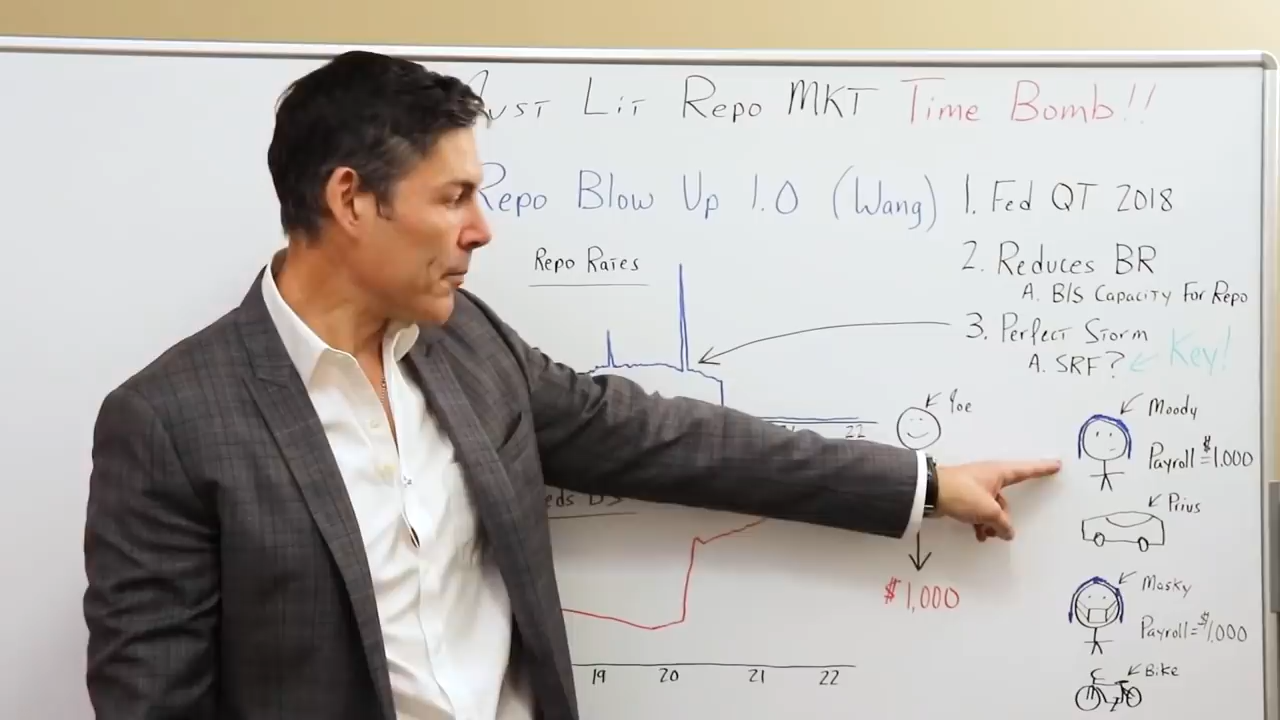 Just Lit Repo MKT Time Bomb!!
Repo Blow Up 1.0 (Wang)
1. Fed QT 2018
2. Reduces BR
A. B/S Capacity For Repo
3. Perfect Storm
A. SRF? Key!
Repo Rates
22
Joe
$1,000
Moody
Payroll = $1,000
Prius
Masky
Payroll = $1,000
Bike
19 20 21 22